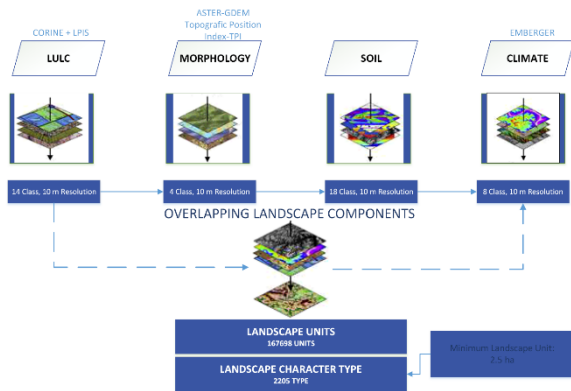 CORINE + LPIS
ASTER-GDEM
Topografic Position
Index-TPI
EMBERGER
LULC
MORPHOLOGY
SOIL
CLIMATE
14 Class, 10 m Resolution
4 Class, 10 m Resolution
18 Class, 10 m Resolution
8 Class, 10 m Resolution
OVERLAPPING LANDSCAPE COMPONENTS
LANDSCAPE UNITS
167698 UNITS
LANDSCAPE CHARACTER TYPE
2205 TYPE
Minimum Landscape Unit:
2.5 ha